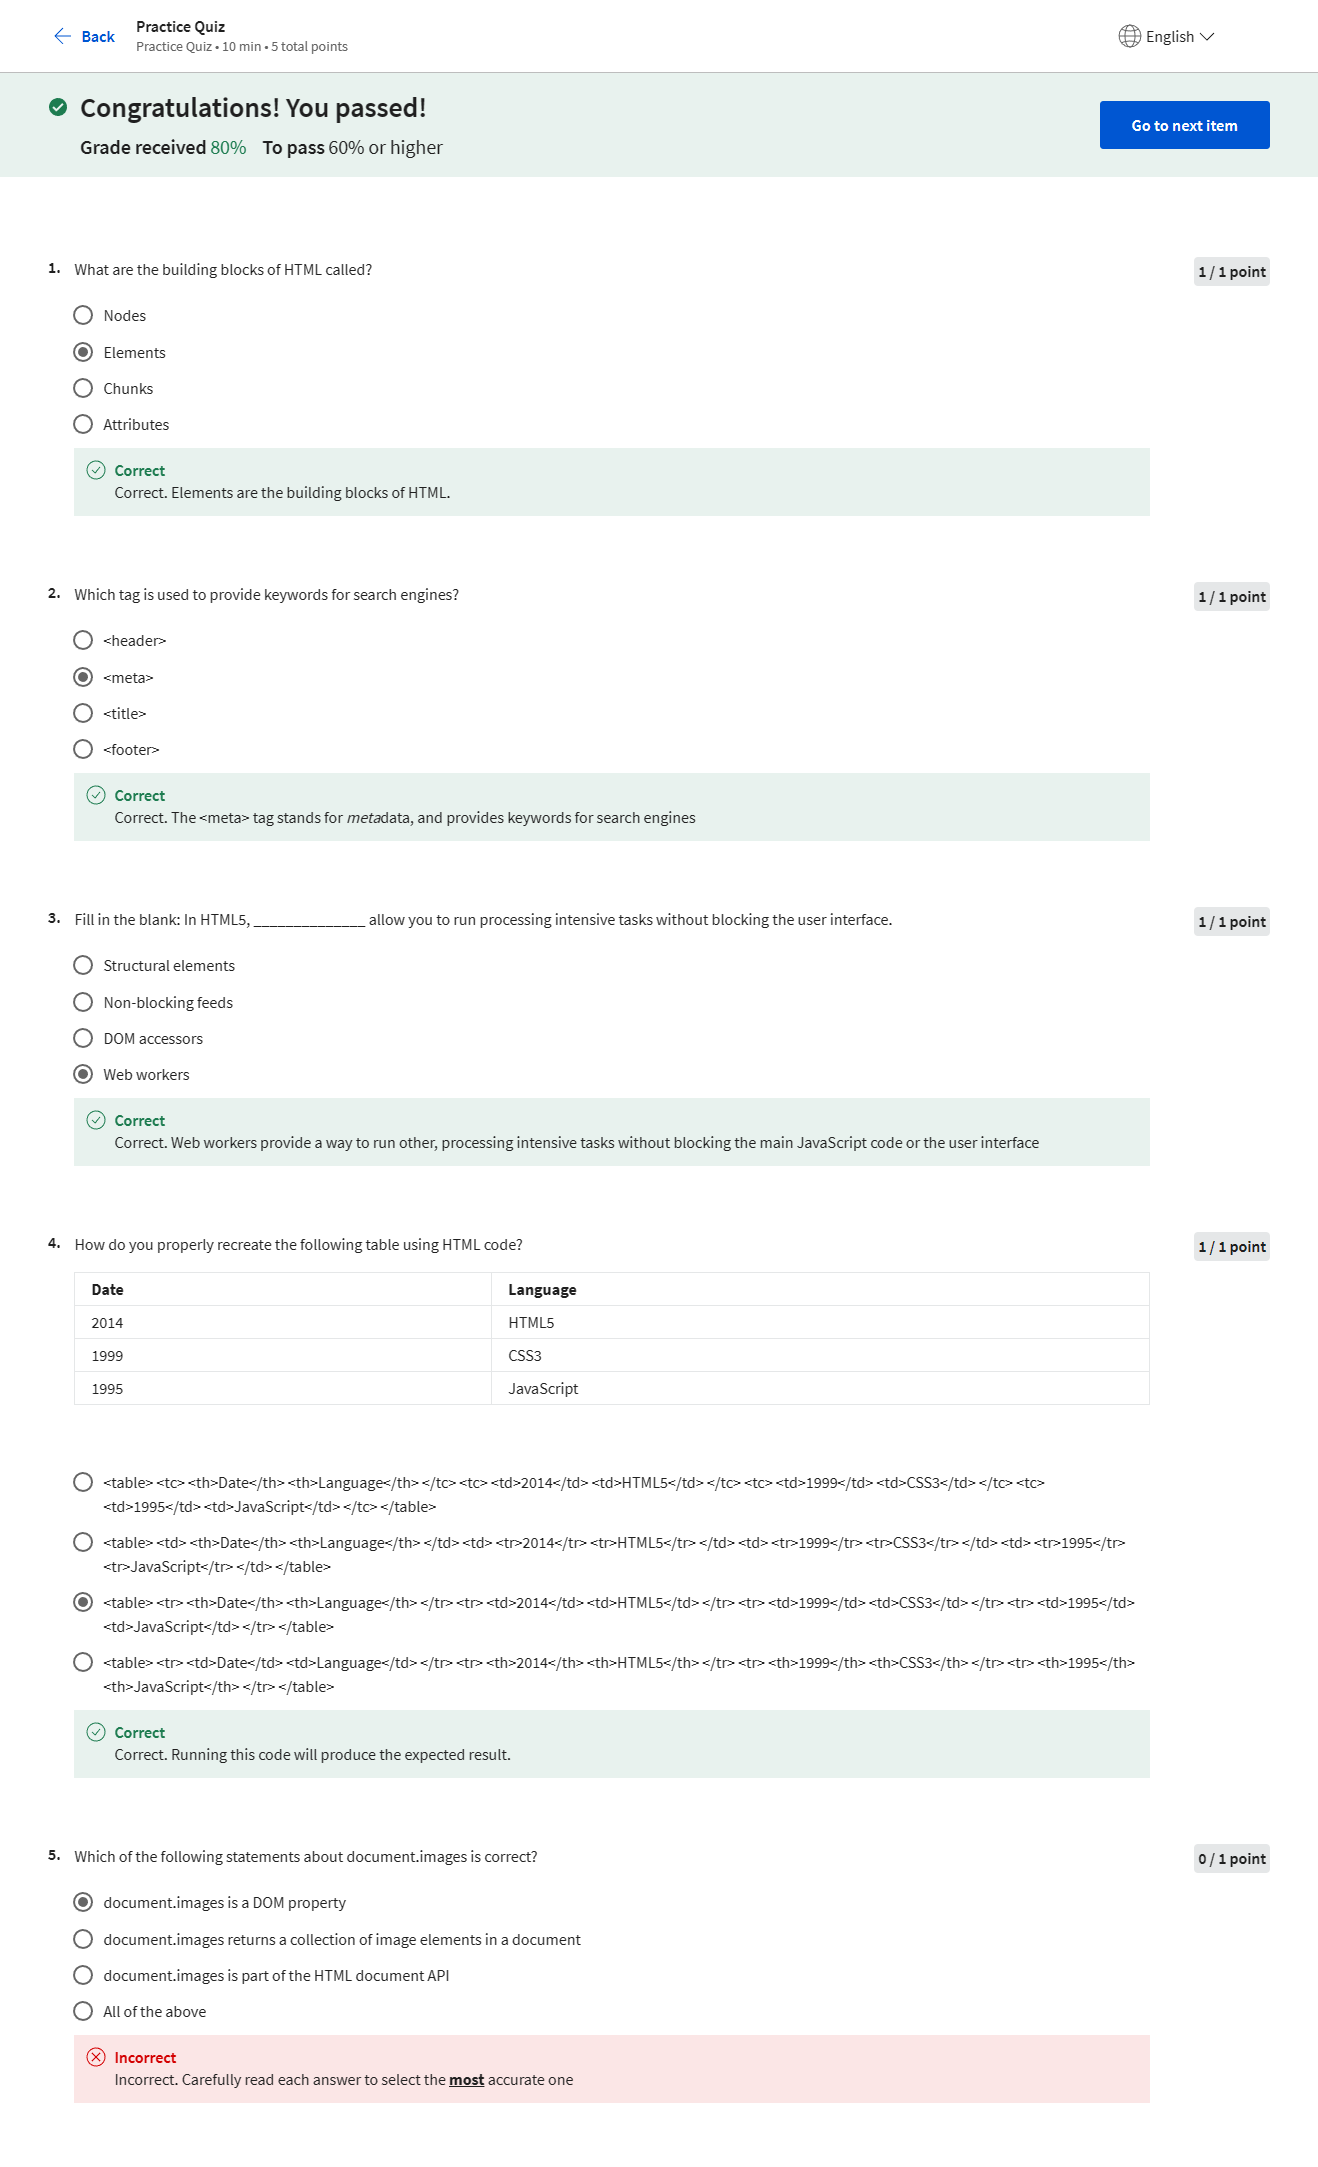 Back
Practice Quiz
Practice Quiz • 10 min • 5 total points
English
Congratulations! You passed!
Grade received 80% To pass 60% or higher
Go to next item
1. What are the building blocks of HTML called?
1 / 1 point
Nodes
Elements
Chunks
Attributes
Correct
Correct. Elements are the building blocks of HTML.
2. Which tag is used to provide keywords for search engines?
1 / 1 point
<header>
<meta>
<title>
<footer>
Correct
Correct. The <meta> tag stands for metadata, and provides keywords for search engines
3. Fill in the blank: In HTML5, ______________ allow you to run processing intensive tasks without blocking the user interface.
1 / 1 point
Structural elements
Non-blocking feeds
DOM accessors
Web workers
Correct
Correct. Web workers provide a way to run other, processing intensive tasks without blocking the main JavaScript code or the user interface
4. How do you properly recreate the following table using HTML code?
1 / 1 point
Date Language
2014 HTML5
1999 CSS3
1995 JavaScript
<table> <tc> <th>Date</th> <th>Language</th> </tc> <tc> <td>2014</td> <td>HTML5</td> </tc> <tc> <td>1999</td> <td>CSS3</td> </tc> <tc>
<td>1995</td> <td>JavaScript</td> </tc> </table>
<table> <td> <th>Date</th> <th>Language</th> </td> <td> <tr>2014</tr> <tr>HTML5</tr> </td> <td> <tr>1999</tr> <tr>CSS3</tr> </td> <td> <tr>1995</tr>
<tr>JavaScript</tr> </td> </table>
<table> <tr> <th>Date</th> <th>Language</th> </tr> <tr> <td>2014</td> <td>HTML5</td> </tr> <tr> <td>1999</td> <td>CSS3</td> </tr> <tr> <td>1995</td>
<td>JavaScript</td> </tr> </table>
<table> <tr> <td>Date</td> <td>Language</td> </tr> <tr> <th>2014</th> <th>HTML5</th> </tr> <tr> <th>1999</th> <th>CSS3</th> </tr> <tr> <th>1995</th>
<th>JavaScript</th> </tr> </table>
Correct
Correct. Running this code will produce the expected result.
5. Which of the following statements about document.images is correct?
0 / 1 point
document.images is a DOM property
document.images returns a collection of image elements in a document
document.images is part of the HTML document API
All of the above
Incorrect
Incorrect. Carefully read each answer to select the most accurate one